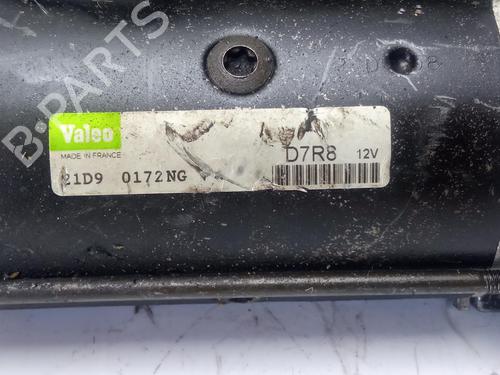 B-PARTS
Valeo
MADE IN FRANCE
D7R8 12V
21D9 0172NG